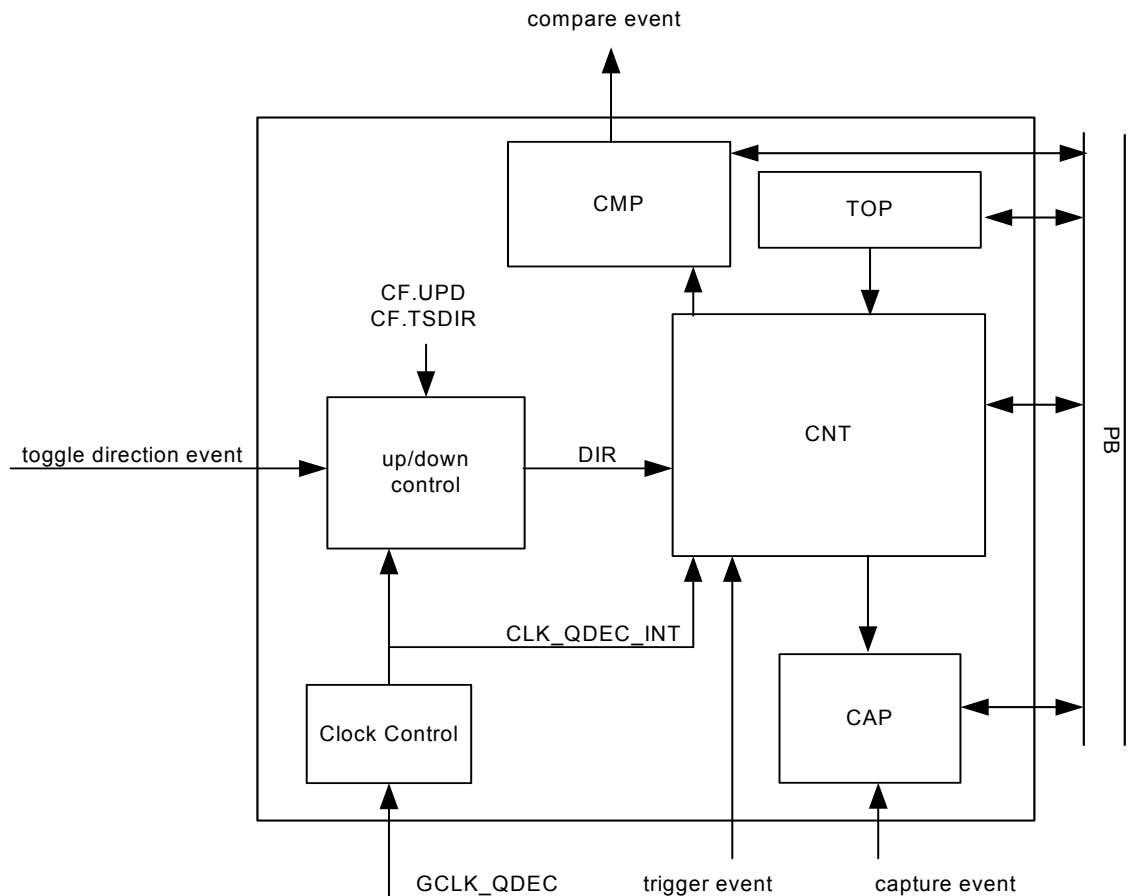 compare event
CMP
TOP
CF.UPD
CF.TSDIR
CNT
PB
toggle direction event
up/down
control
DIR
CLK_QDEC_INT
CAP
Clock Control
GCLK_QDEC
trigger event
capture event